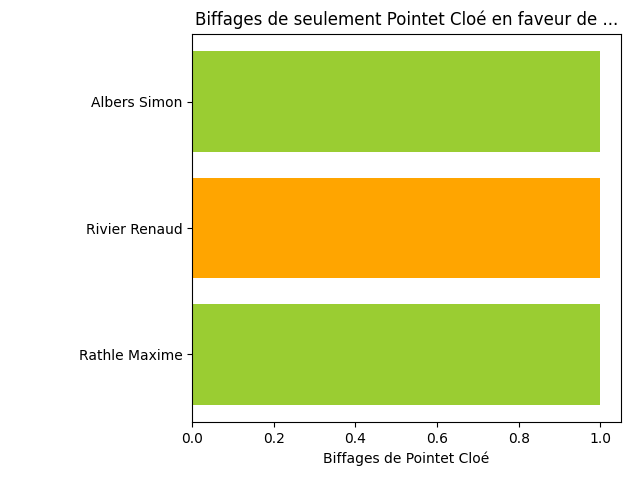 Biffages de seulement Pointet Cloé en faveur de ...
Albers Simon
Rivier Renaud
Rathle Maxime
0.0 0.2 0.4 0.6 0.8 1.0
Biffages de Pointet Cloé